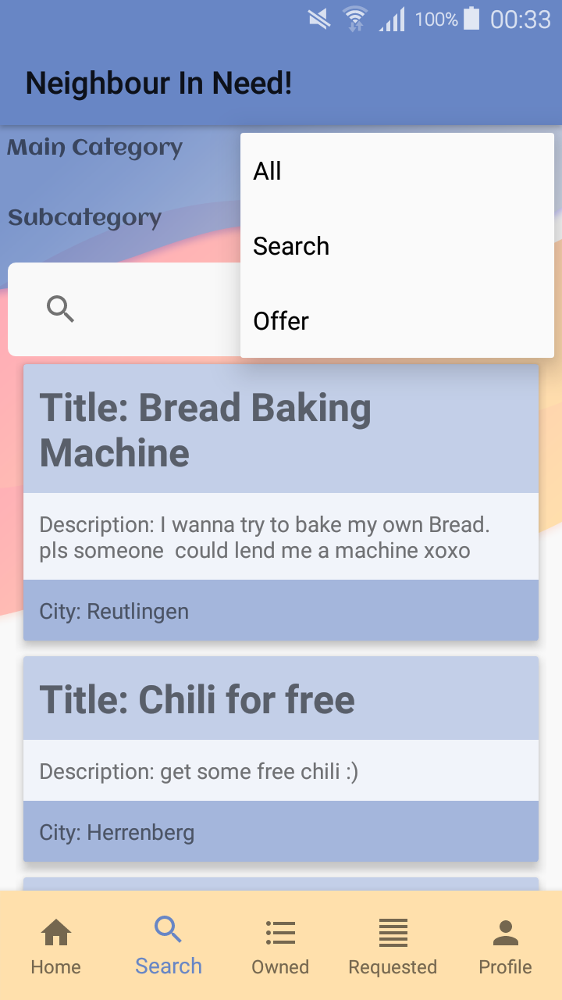 100% 00:33
Neighbour In Need!
Main Category
All
Subcategory
Search
Offer
Title: Bread Baking
Machine
Description: I wanna try to bake my own Bread.
pls someone  could lend me a machine xoxo
City: Reutlingen
Title: Chili for free
Description: get some free chili :)
City: Herrenberg
Home
Search
Owned
Requested
Profile